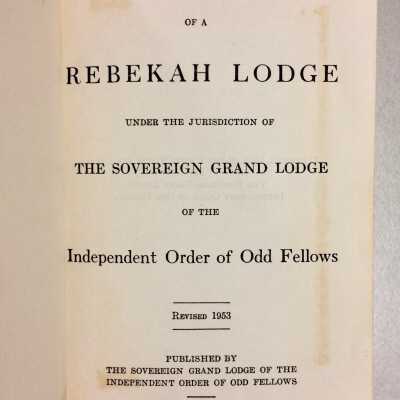 OF A
REBEKAH LODGE
UNDER THE JURISDICTION OF
THE SOVEREIGN GRAND LODGE
OF THE
Independent Order of Odd Fellows
REVISED 1953
PUBLISHED BY
THE SOVEREIGN GRAND LODGE OF THE
INDEPENDENT ORDER OF ODD FELLOWS